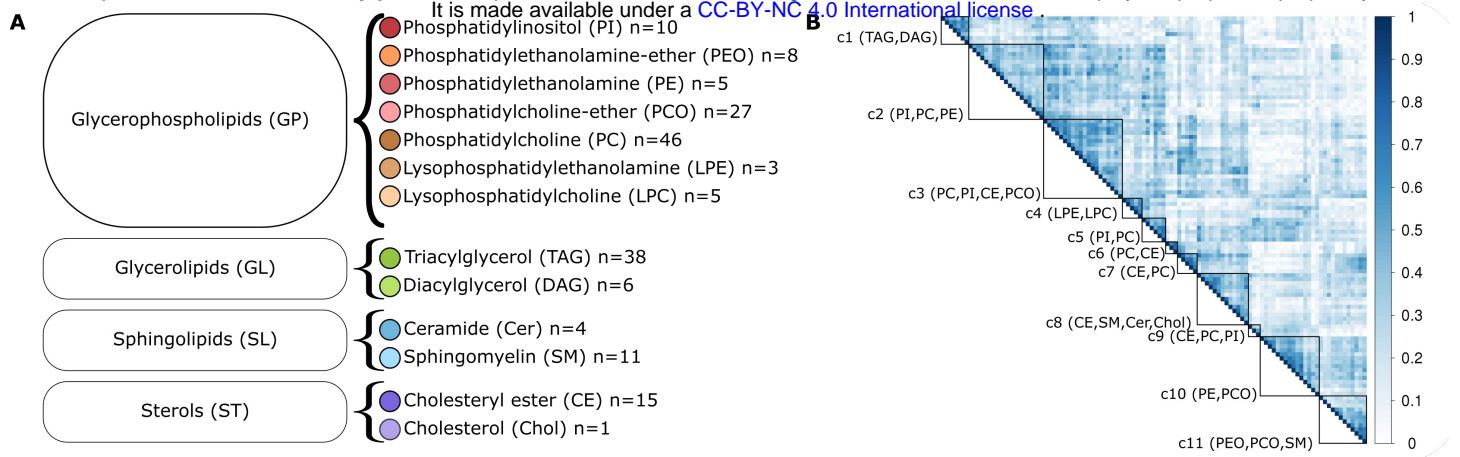 It is made available under a CC-BY-NC 4.0 International license .
A
Glycerophospholipids (GP)
Phosphatidylinositol (PI) n=10
Phosphatidylethanolamine-ether (PEO) n=8
Phosphatidylethanolamine (PE) n=5
Phosphatidylcholine-ether (PCO) n=27
Phosphatidylcholine (PC) n=46
Lysophosphatidylethanolamine (LPE) n=3
Lysophosphatidylcholine (LPC) n=5
Glycerolipids (GL)
Triacylglycerol (TAG) n=38
Diacylglycerol (DAG) n=6
Sphingolipids (SL)
Ceramide (Cer) n=4
Sphingomyelin (SM) n=11
Sterols (ST)
Cholesteryl ester (CE) n=15
Cholesterol (Chol) n=1
B
c1 (TAG,DAG)
c2 (PI,PC,PE)
c3 (PC,PI,CE,PCO)
c4 (LPE,LPC)
c5 (PI,PC)
c6 (PC,CE)
c7 (CE,PC)
c8 (CE,SM,Cer,Chol)
c9 (CE,PC,PI)
c10 (PE,PCO)
c11 (PEO,PCO,SM)
1
0.9
0.8
0.7
0.6
0.5
0.4
0.3
0.2
0.1
0